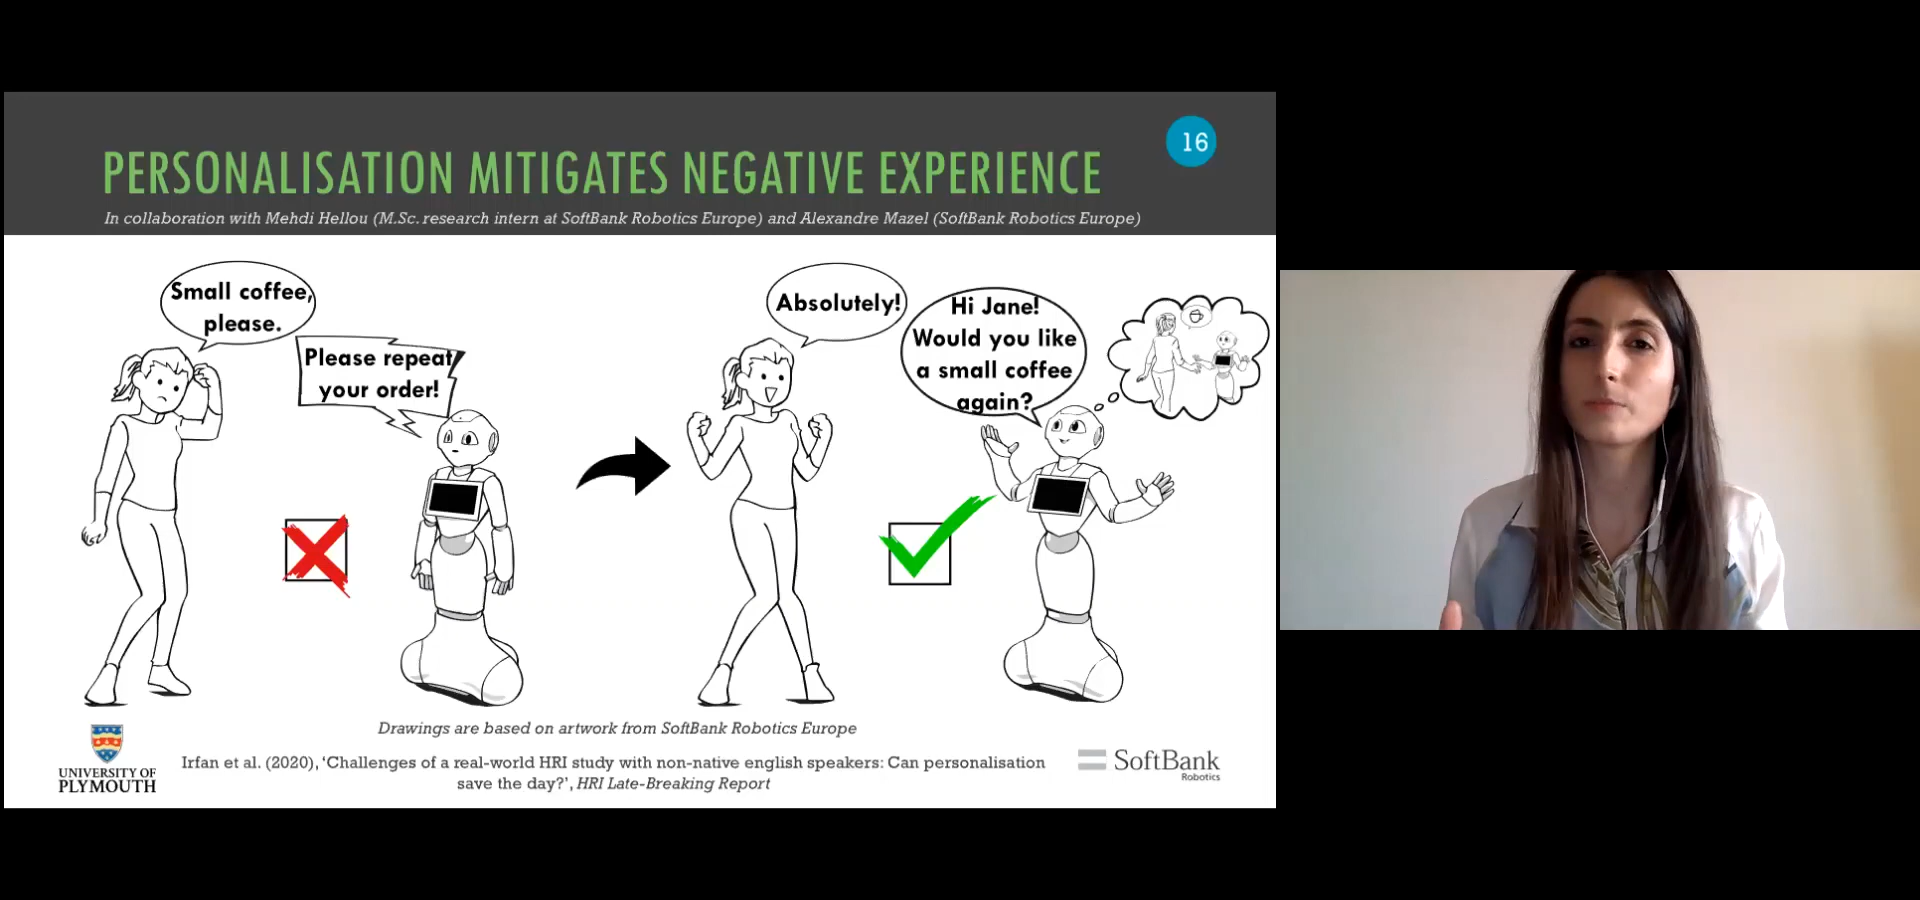 16
PERSONALISATION MITIGATES NEGATIVE EXPERIENCE
In collaboration with Mehdi Hellou (M.Sc. research intern at SoftBank Robotics Europe) and Alexandre Mazel (SoftBank Robotics Europe)
Small coffee,
please.
Please repeat
your order!
Absolutely!
Hi Jane!
Would you like
a small coffee
again?
Drawings are based on artwork from SoftBank Robotics Europe
UNIVERSITY OF
PLYMOUTH
Irfan et al. (2020), ‘Challenges of a real-world HRI study with non-native english speakers: Can personalisation
save the day?’, HRI Late-Breaking Report
SoftBank
Robotics